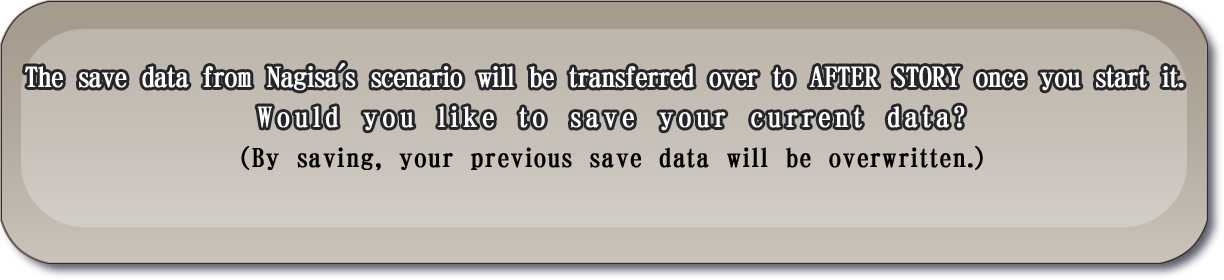 The save data from Nagisa's scenario will be transferred over to AFTER STORY once you start it.
Would you like to save your current data?
(By saving, your previous save data will be overwritten.)